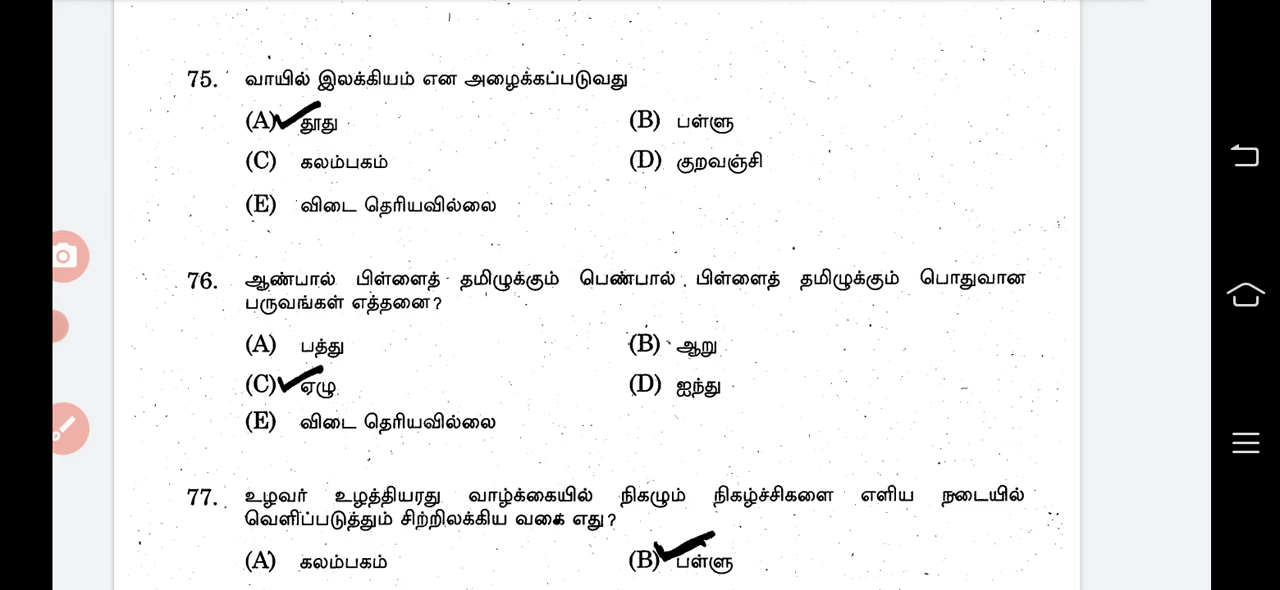 75. வாயில் இலக்கியம் என அழைக்கப்படுவது
(A) தூது (B) பள்ளு
(C) கலம்பகம் (D) குறவஞ்சி
(E) விடை தெரியவில்லை
76. ஆண்பால் பிள்ளைத் தமிழுக்கும் பெண்பால் பிள்ளைத் தமிழுக்கும் பொதுவான
பருவங்கள் எத்தனை?
(A) பத்து (B) ஆறு
(C) ஏழு (D) ஐந்து
(E) விடை தெரியவில்லை
77. உழவர் உழத்தியரது வாழ்க்கையில் நிகழும் நிகழ்ச்சிகளை எளிய நடையில்
வெளிப்படுத்தும் சிற்றிலக்கிய வகை எது?
(A) கலம்பகம் (B) பள்ளு